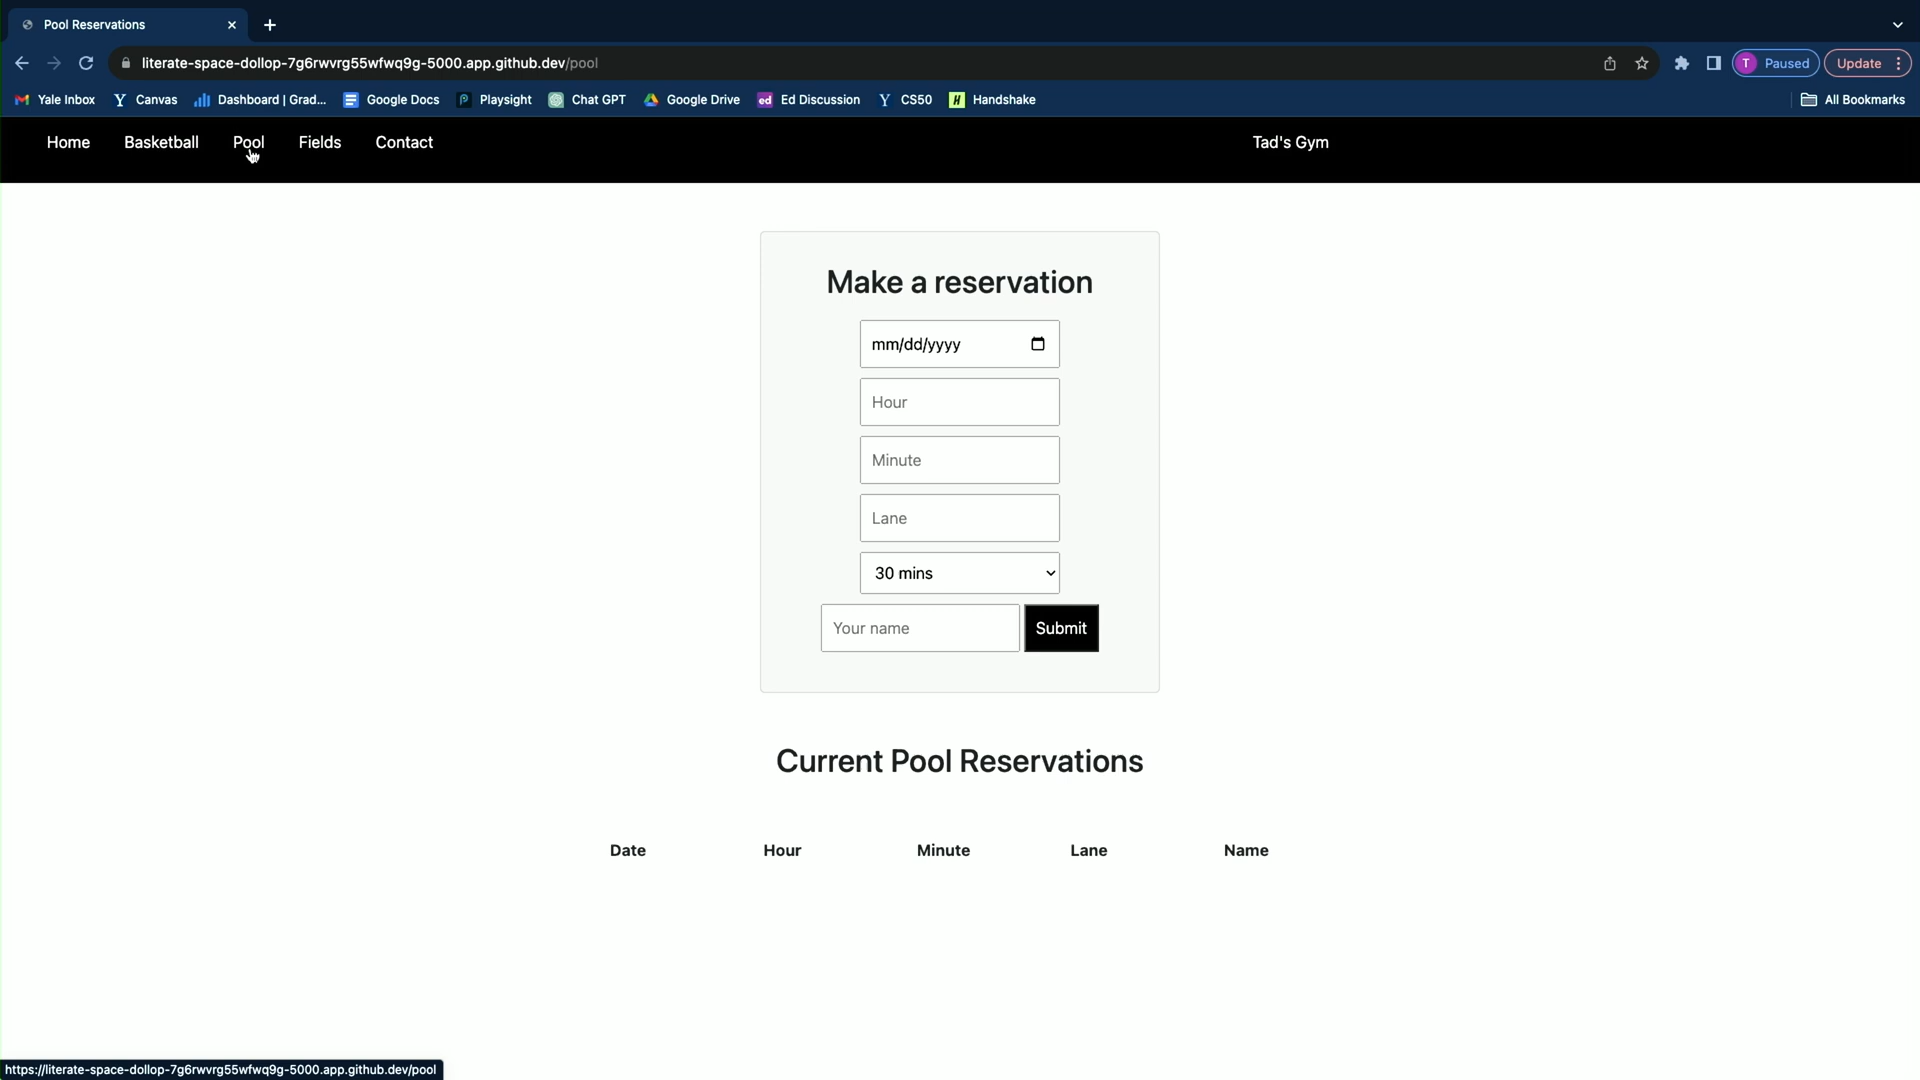 Pool Reservations
literate-space-dollop-7g6rwvrg55wfwq9g-5000.app.github.dev/pool
T Paused Update
Yale Inbox Canvas Dashboard | Grad... Google Docs Playsight Chat GPT Google Drive ed Ed Discussion CS50 H Handshake All Bookmarks
Home Basketball Pool Fields Contact Tad's Gym
Make a reservation
mm/dd/yyyy
Hour
Minute
Lane
30 mins
Your name Submit
Current Pool Reservations
Date Hour Minute Lane Name
https://literate-space-dollop-7g6rwvrg55wfwq9g-5000.app.github.dev/pool